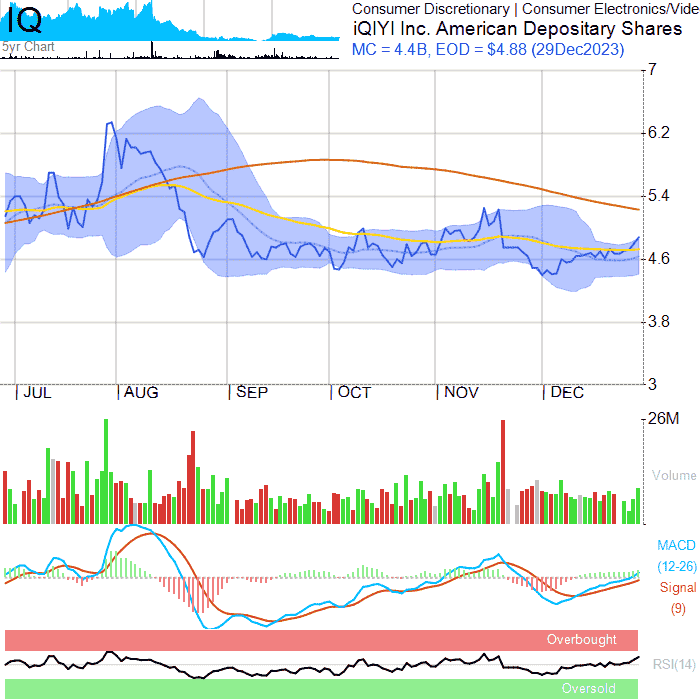 IQ
5yr Chart
Consumer Discretionary | Consumer Electronics/Vide
iQIYI Inc. American Depositary Shares
MC = 4.4B, EOD = $4.88 (29Dec2023)
7
6.2
5.4
4.6
3.8
3
JUL AUG SEP OCT NOV DEC
26M
Volume
MACD
(12-26)
Signal
(9)
Overbought
RSI(14)
Oversold